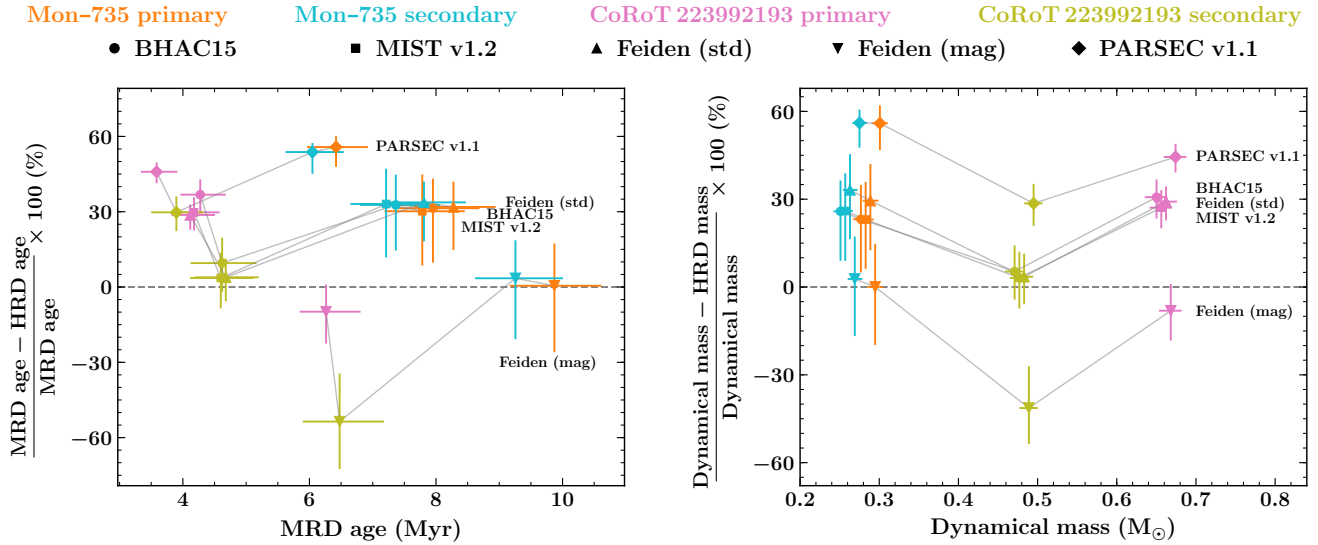 Mon–735 primary Mon–735 secondary CoRoT 223992193 primary CoRoT 223992193 secondary
BHAC15 MIST v1.2 Feiden (std) Feiden (mag) PARSEC v1.1
MRD age − HRD age
MRD age
× 100 (%)
60
30
0
−30
−60
PARSEC v1.1
Feiden (std)
BHAC15
MIST v1.2
Feiden (mag)
4 6 8 10
MRD age (Myr)
Dynamical mass − HRD mass
Dynamical mass
× 100 (%)
60
30
0
−30
−60
PARSEC v1.1
BHAC15
Feiden (std)
MIST v1.2
Feiden (mag)
0.2 0.3 0.4 0.5 0.6 0.7 0.8
Dynamical mass (M☉)